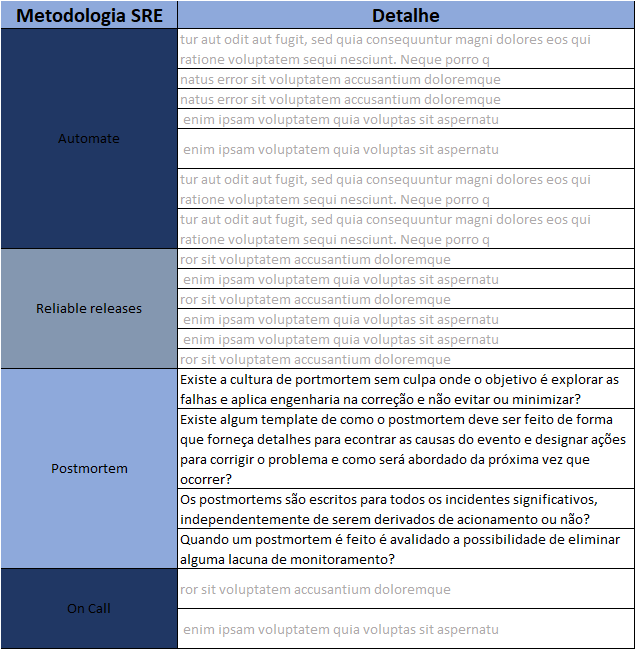 Metodologia SRE
Detalhe
Automate
tur aut odit aut fugit, sed quia consequuntur magni dolores eos qui
ratione voluptatem sequi nesciunt. Neque porro q
natus error sit voluptatem accusantium doloremque
natus error sit voluptatem accusantium doloremque
enim ipsam voluptatem quia voluptas sit aspernatu
enim ipsam voluptatem quia voluptas sit aspernatu
tur aut odit aut fugit, sed quia consequuntur magni dolores eos qui
ratione voluptatem sequi nesciunt. Neque porro q
tur aut odit aut fugit, sed quia consequuntur magni dolores eos qui
ratione voluptatem sequi nesciunt. Neque porro q
Reliable releases
ror sit voluptatem accusantium doloremque
enim ipsam voluptatem quia voluptas sit aspernatu
ror sit voluptatem accusantium doloremque
enim ipsam voluptatem quia voluptas sit aspernatu
enim ipsam voluptatem quia voluptas sit aspernatu
ror sit voluptatem accusantium doloremque
Postmortem
Existe a cultura de portmortem sem culpa onde o objetivo é explorar as
falhas e aplica engenharia na correção e não evitar ou minimizar?
Existe algum template de como o postmortem deve ser feito de forma
que forneça detalhes para econtrar as causas do evento e designar ações
para corrigir o problema e como será abordado da próxima vez que
ocorrer?
Os postmortems são escritos para todos os incidentes significativos,
independentemente de serem derivados de acionamento ou não?
Quando um postmortem é feito é avalidado a possibilidade de eliminar
alguma lacuna de monitoramento?
On Call
ror sit voluptatem accusantium doloremque
enim ipsam voluptatem quia voluptas sit aspernatu